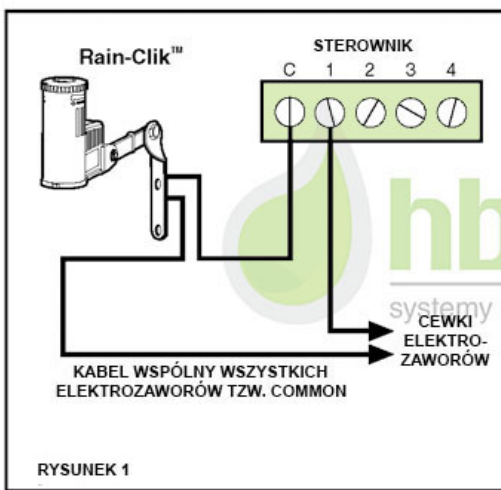 Rain-Clik™
STEROWNIK
C 1 2 3 4
hb
systemy
CEWKI
ELEKTRO-
ZAWORÓW
KABEL WSPÓLNY WSZYSTKICH
ELEKTROZAWORÓW TZW. COMMON
RYSUNEK 1